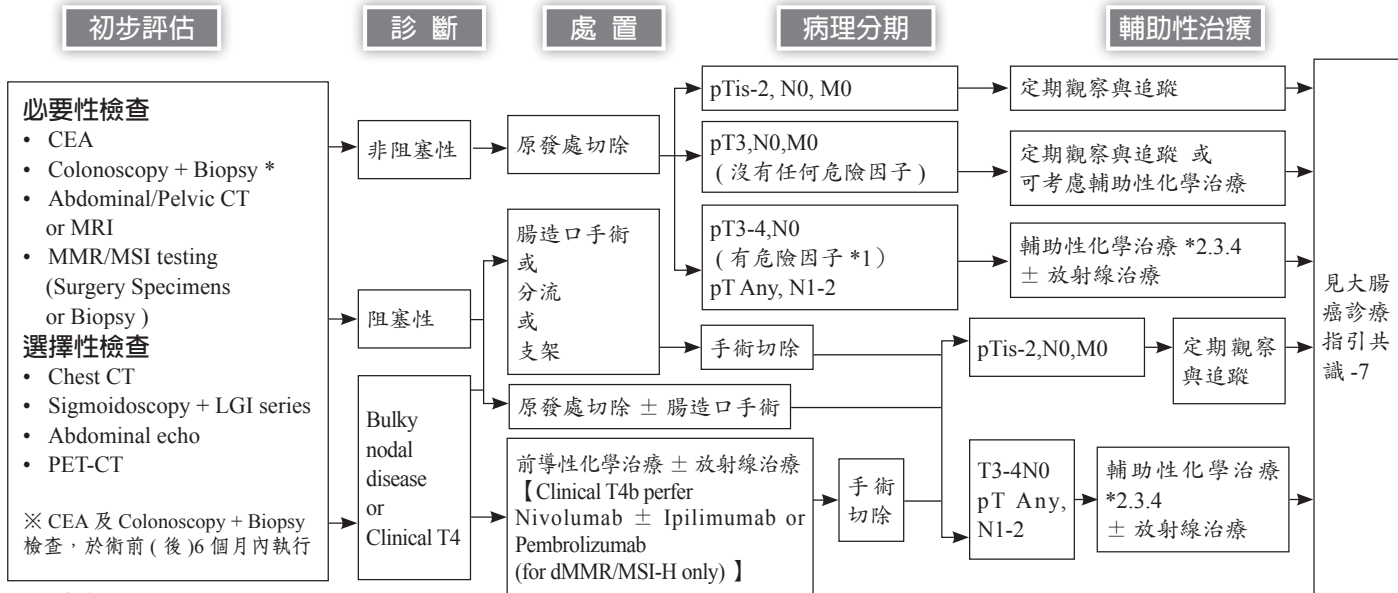 初步評估
診 斷
處 置
病理分期
輔助性治療
必要性檢查
• CEA
• Colonoscopy + Biopsy *
• Abdominal/Pelvic CT
or MRI
• MMR/MSI testing
(Surgery Specimens
or Biopsy )
選擇性檢查
• Chest CT
• Sigmoidoscopy + LGI series
• Abdominal echo
• PET-CT
※ CEA 及 Colonoscopy + Biopsy
檢查，於術前 ( 後 )6 個月內執行
非阻塞性
阻塞性
Bulky
nodal
disease
or
Clinical T4
原發處切除
腸造口手術
或
分流
或
支架
手術切除
原發處切除 ± 腸造口手術
前導性化學治療 ± 放射線治療
【Clinical T4b perfer
Nivolumab ± Ipilimumab or
Pembrolizumab
(for dMMR/MSI-H only) 】
手術
切除
pTis-2, N0, M0
pT3,N0,M0
( 沒有任何危險因子 )
pT3-4,N0
( 有危險因子 *1）
pT Any, N1-2
pTis-2,N0,M0
T3-4N0
pT Any,
N1-2
定期觀察與追蹤
定期觀察與追蹤 或
可考慮輔助性化學治療
輔助性化學治療 *2.3.4
± 放射線治療
定期觀察
與追蹤
輔助性化學治療
*2.3.4
± 放射線治療
見大腸
癌診療
指引共
識 -7